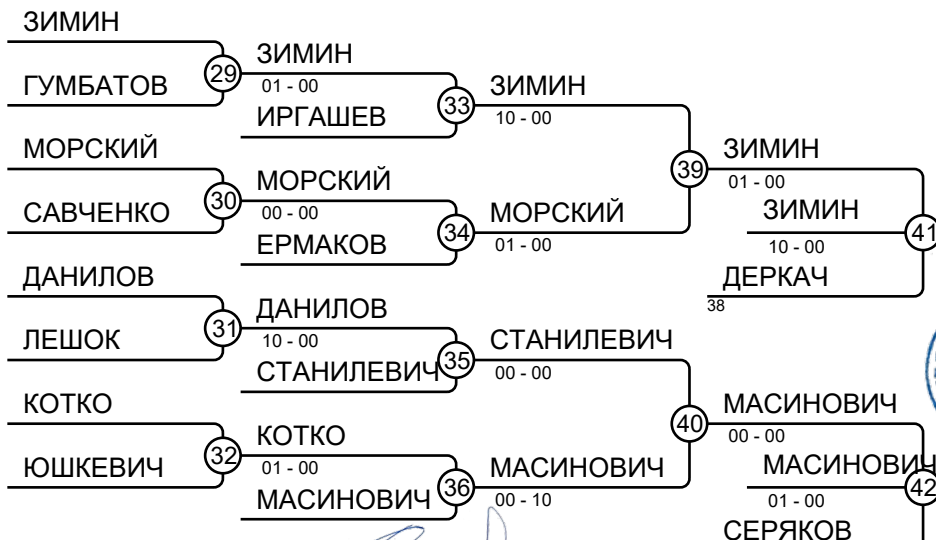 ЗИМИН
ГУМБАТОВ
29
ЗИМИН
01 - 00
ИРГАШЕВ
33
ЗИМИН
10 - 00
МОРСКИЙ
САВЧЕНКО
30
МОРСКИЙ
00 - 00
ЕРМАКОВ
34
МОРСКИЙ
01 - 00
39
ЗИМИН
01 - 00
ЗИМИН
10 - 00
41
ДЕРКАЧ
38
ДАНИЛОВ
ЛЕШОК
31
ДАНИЛОВ
10 - 00
СТАНИЛЕВИЧ
35
СТАНИЛЕВИЧ
00 - 00
КОТКО
ЮШКЕВИЧ
32
КОТКО
01 - 00
МАСИНОВИЧ
36
МАСИНОВИЧ
00 - 10
40
МАСИНОВИЧ
00 - 00
МАСИНОВИЧ
01 - 00
42
СЕРЯКОВ